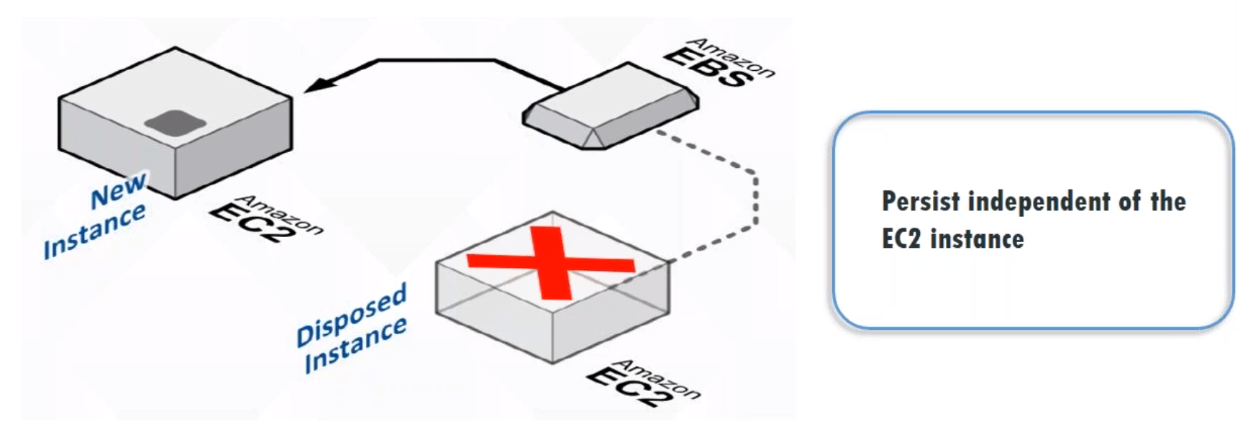 Amazon
EBS
New
Instance
Amazon
EC2
Disposed
Instance
Amazon
EC2
Persist independent of the
EC2 instance